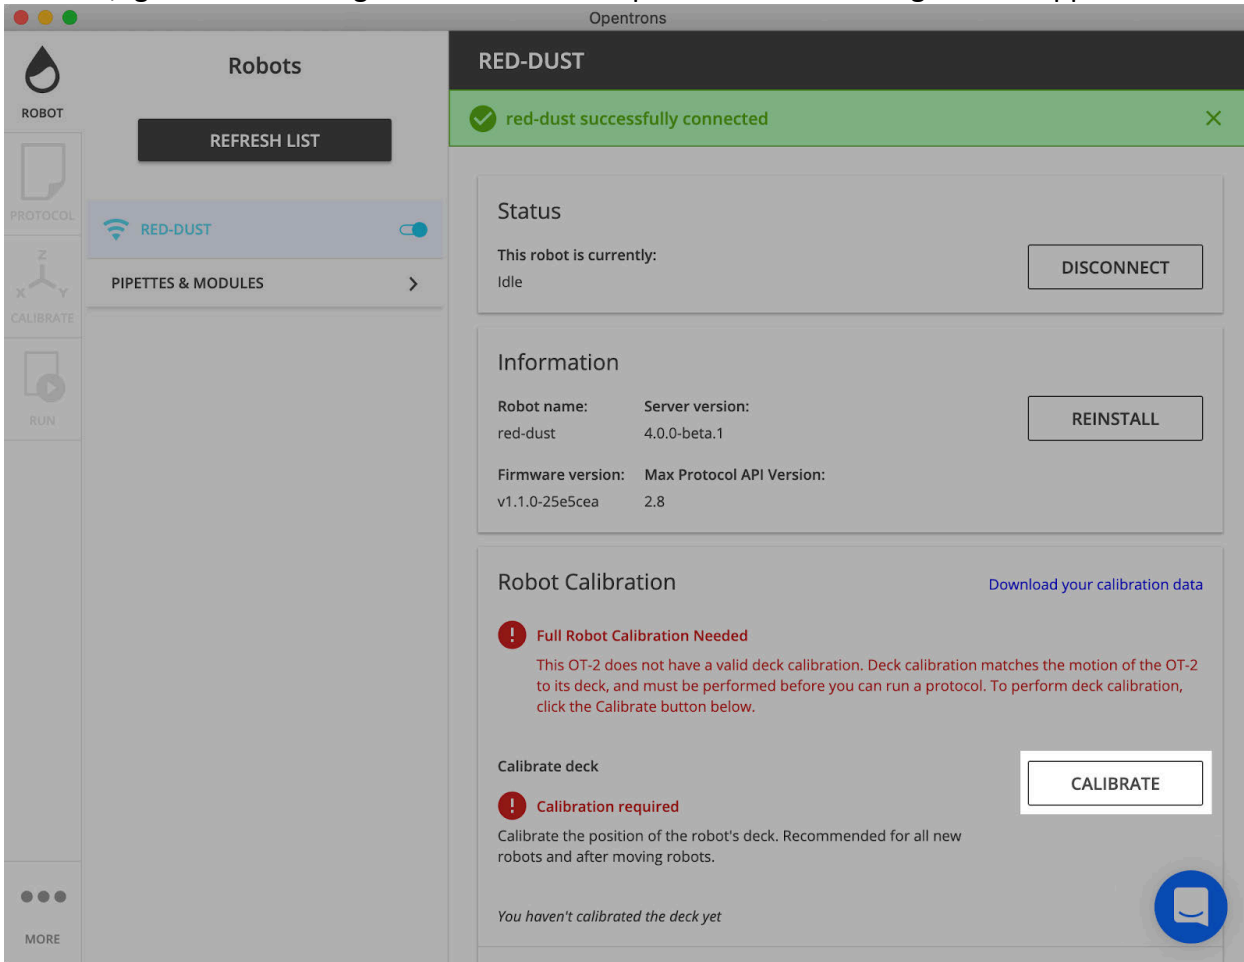 Opentrons
ROBOT
PROTOCOL
Z
X
Y
CALIBRATE
RUN
MORE
Robots
REFRESH LIST
RED-DUST
PIPETTES & MODULES
RED-DUST
red-dust successfully connected
Status
This robot is currently:
Idle
DISCONNECT
Information
Robot name: Server version:
red-dust 4.0.0-beta.1
REINSTALL
Firmware version: Max Protocol API Version:
v1.1.0-25e5cea 2.8
Robot Calibration
Download your calibration data
Full Robot Calibration Needed
This OT-2 does not have a valid deck calibration. Deck calibration matches the motion of the OT-2
to its deck, and must be performed before you can run a protocol. To perform deck calibration,
click the Calibrate button below.
Calibrate deck
CALIBRATE
Calibration required
Calibrate the position of the robot's deck. Recommended for all new
robots and after moving robots.
You haven't calibrated the deck yet